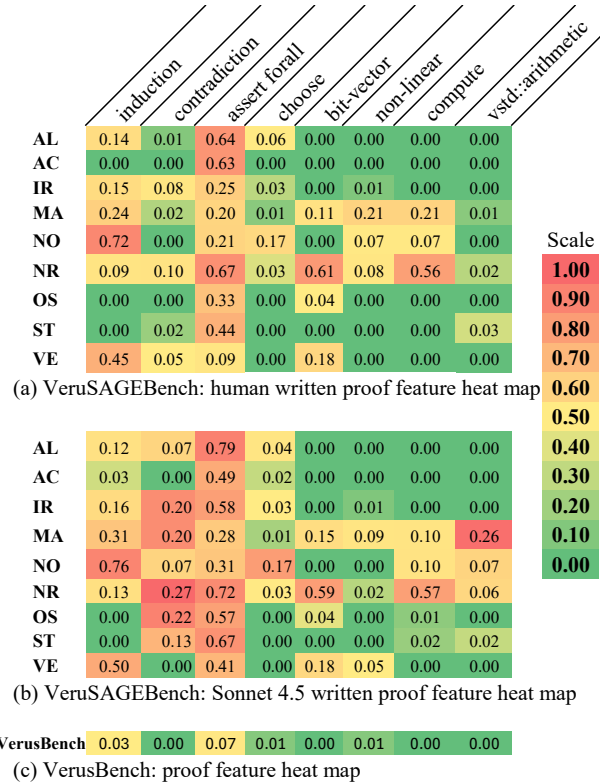 induction contradiction assert forall choose bit-vector non-linear compute vstd::arithmetic
AL 0.14 0.01 0.64 0.06 0.00 0.00 0.00 0.00
AC 0.00 0.00 0.63 0.00 0.00 0.00 0.00 0.00
IR 0.15 0.08 0.25 0.03 0.00 0.01 0.00 0.00
MA 0.24 0.02 0.20 0.01 0.11 0.21 0.21 0.01
NO 0.72 0.00 0.21 0.17 0.00 0.07 0.07 0.00
NR 0.09 0.10 0.67 0.03 0.61 0.08 0.56 0.02
OS 0.00 0.00 0.33 0.00 0.04 0.00 0.00 0.00
ST 0.00 0.02 0.44 0.00 0.00 0.00 0.00 0.03
VE 0.45 0.05 0.09 0.00 0.18 0.00 0.00 0.00
(a) VeruSAGEBench: human written proof feature heat map
AL 0.12 0.07 0.79 0.04 0.00 0.00 0.00 0.00
AC 0.03 0.00 0.49 0.02 0.00 0.00 0.00 0.00
IR 0.16 0.20 0.58 0.03 0.00 0.01 0.00 0.00
MA 0.31 0.20 0.28 0.01 0.15 0.09 0.10 0.26
NO 0.76 0.07 0.31 0.17 0.00 0.00 0.10 0.07
NR 0.13 0.27 0.72 0.03 0.59 0.02 0.57 0.06
OS 0.00 0.22 0.57 0.00 0.04 0.00 0.01 0.00
ST 0.00 0.13 0.67 0.00 0.00 0.00 0.02 0.02
VE 0.50 0.00 0.41 0.00 0.18 0.05 0.00 0.00
(b) VeruSAGEBench: Sonnet 4.5 written proof feature heat map
VerusBench 0.03 0.00 0.07 0.01 0.00 0.01 0.00 0.00
(c) VerusBench: proof feature heat map
Scale
1.00
0.90
0.80
0.70
0.60
0.50
0.40
0.30
0.20
0.10
0.00